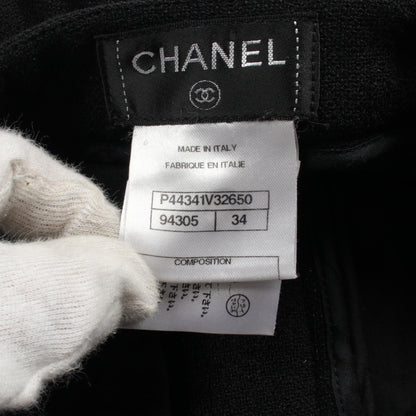 CHANEL
MADE IN ITALY
FABRIQUE EN ITALIE
P44341V32650
94305 34
COMPOSITION